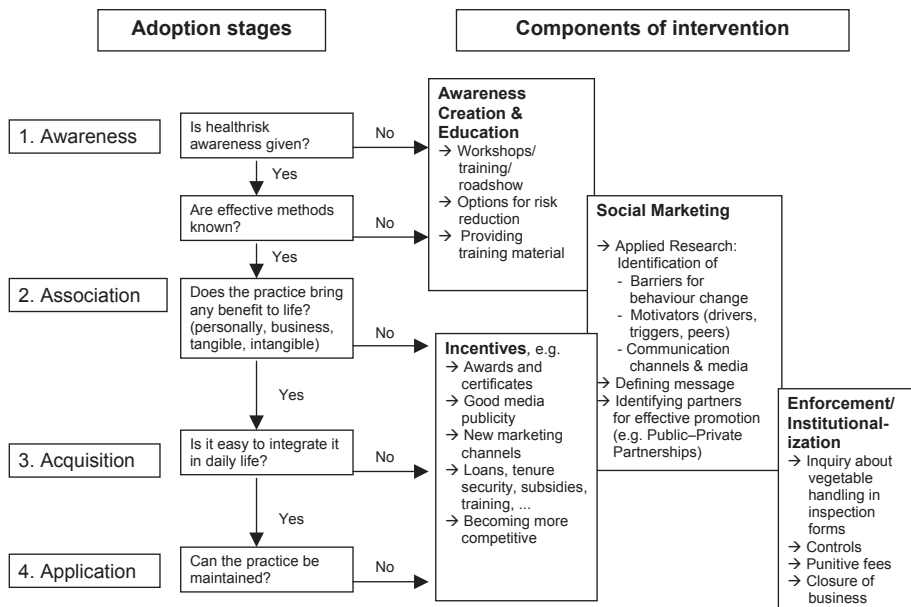 Adoption stages
Components of intervention
1. Awareness
Is healthrisk
awareness given?
No
Yes
Are effective methods
known?
No
Yes
2. Association
Does the practice bring
any benefit to life?
(personally, business,
tangible, intangible)
No
Yes
3. Acquisition
Is it easy to integrate it
in daily life?
No
Yes
4. Application
Can the practice be
maintained?
No
Awareness
Creation &
Education
→ Workshops/
training/
roadshow
→ Options for risk
reduction
→ Providing
training material
Social Marketing
→ Applied Research:
Identification of
- Barriers for
behaviour change
- Motivators (drivers,
triggers, peers)
- Communication
channels & media
→ Defining message
→ Identifying partners
for effective promotion
(e.g. Public–Private
Partnerships)
Incentives, e.g.
→ Awards and
certificates
→ Good media
publicity
→ New marketing
channels
→ Loans, tenure
security, subsidies,
training, ...
→ Becoming more
competitive
Enforcement/
Institutional-
ization
→ Inquiry about
vegetable
handling in
inspection
forms
→ Controls
→ Punitive fees
→ Closure of
business